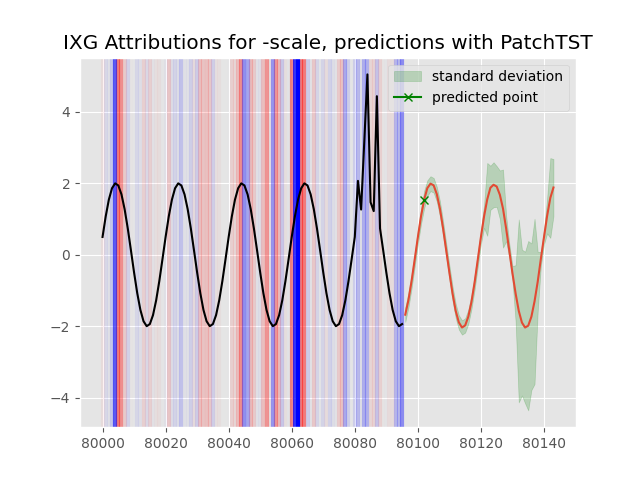 IXG Attributions for -scale, predictions with PatchTST
standard deviation
predicted point
4
2
0
−2
−4
80000 80020 80040 80060 80080 80100 80120 80140